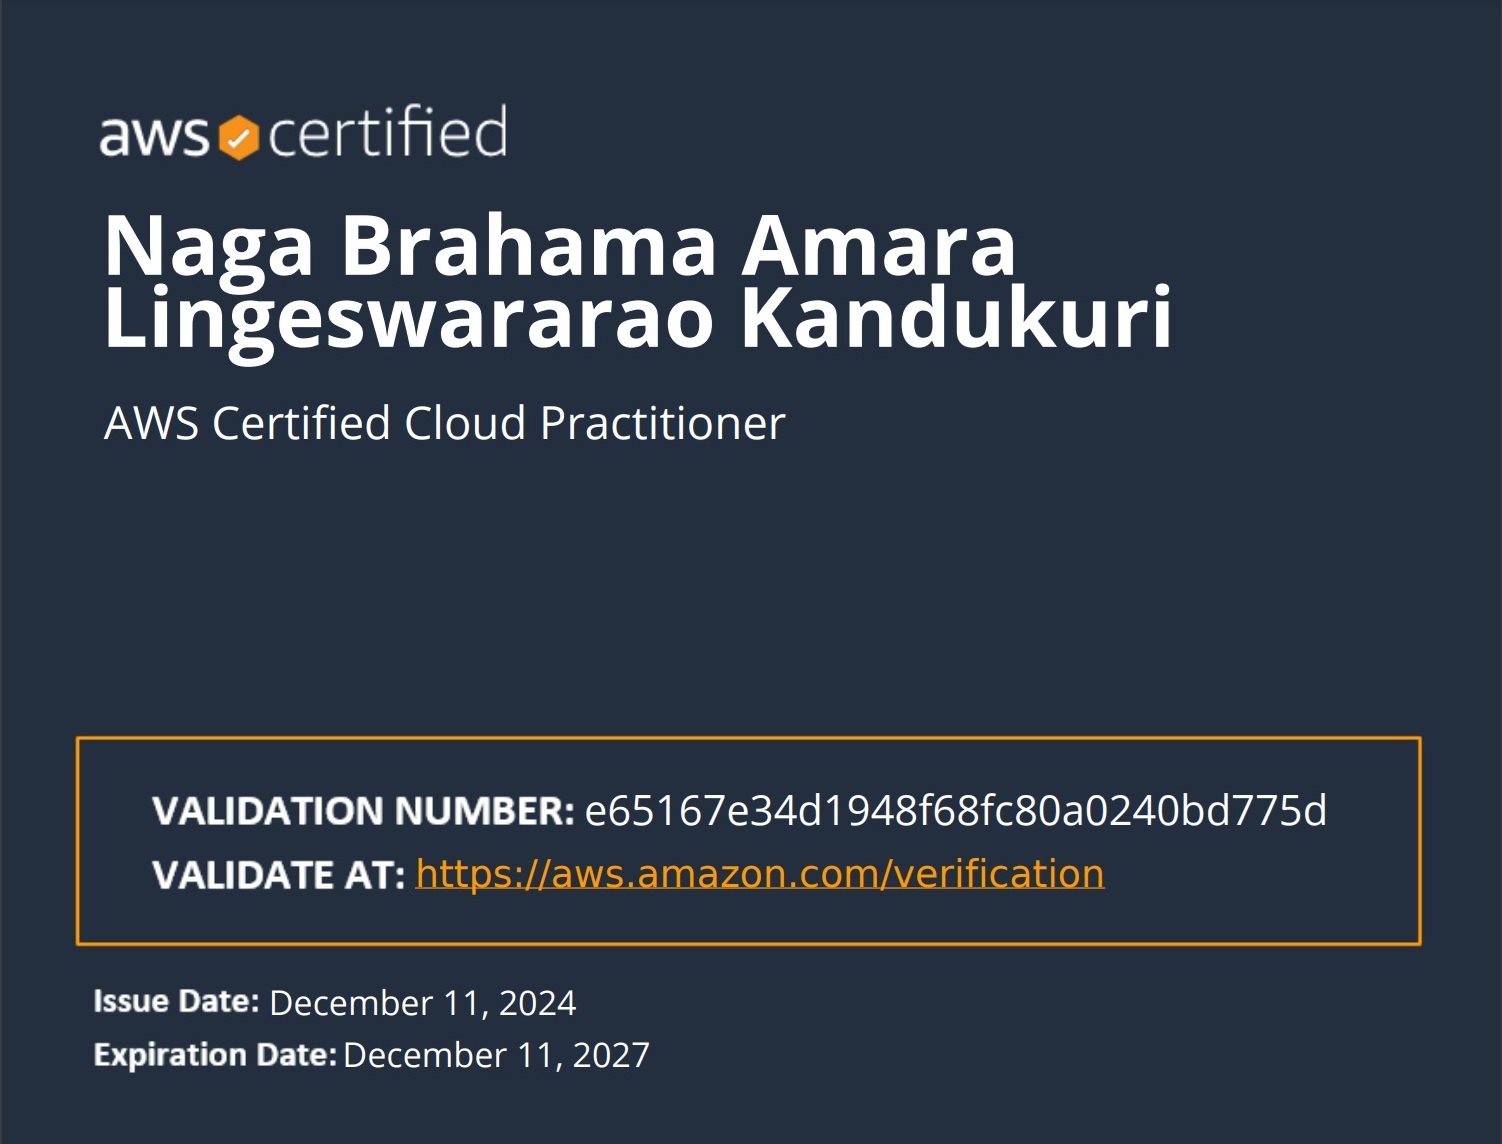 aws certified
Naga Brahama Amara
Lingeswararao Kandukuri
AWS Certified Cloud Practitioner
VALIDATION NUMBER: e65167e34d1948f68fc80a0240bd775d
VALIDATE AT: https://aws.amazon.com/verification
Issue Date: December 11, 2024
Expiration Date: December 11, 2027